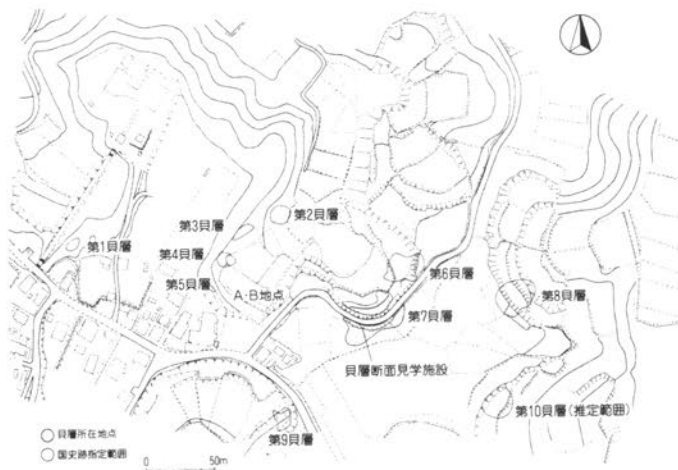 第2貝層
第3貝層
第1貝層
第4貝層
第5貝層
A・B地点
第6貝層
第8貝層
第7貝層
貝層断面見学施設
第10貝層(推定範囲)
第9貝層
貝層所在地点
国史跡指定範囲
0 50m